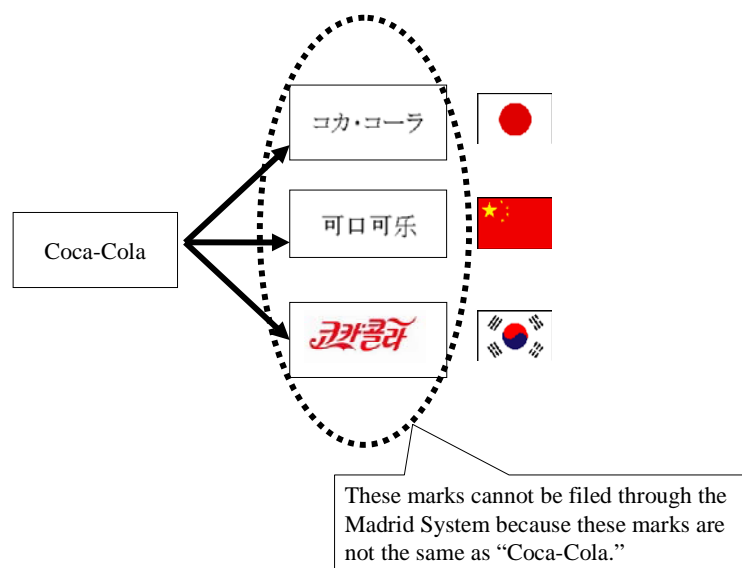 コカ・コーラ
可口可乐
Coca-Cola
코카콜라
These marks cannot be filed through the
Madrid System because these marks are
not the same as “Coca-Cola.”